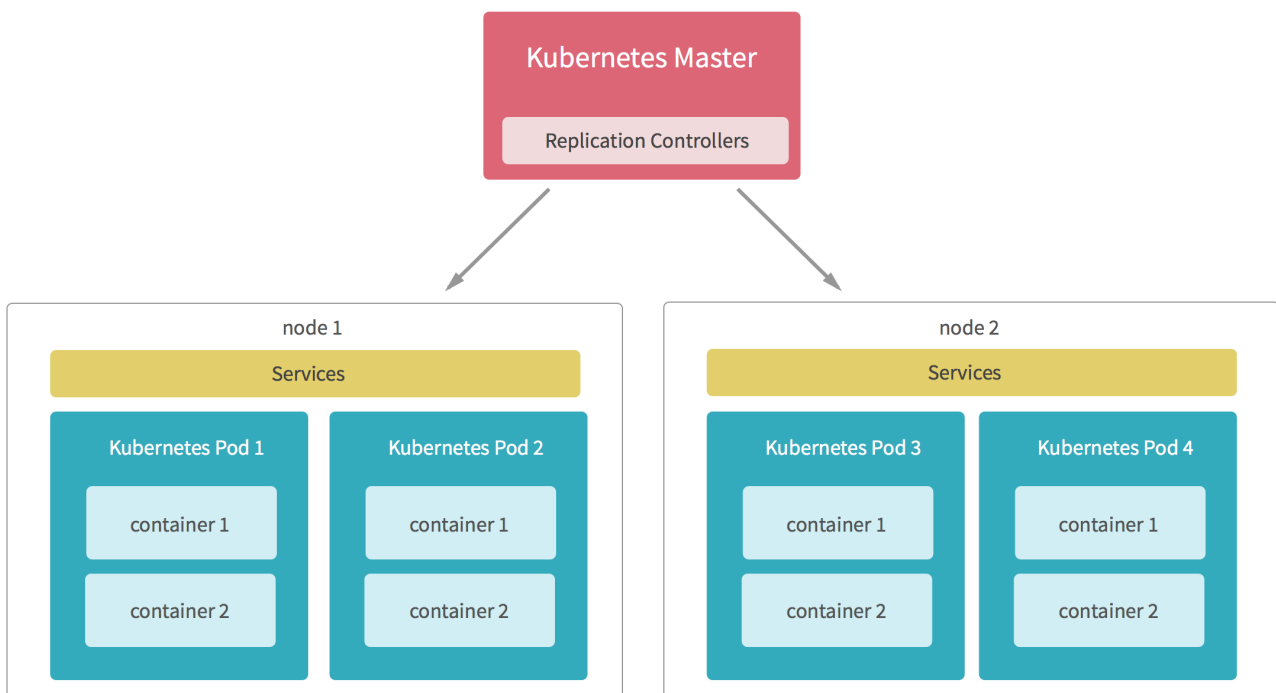 Kubernetes Master
Replication Controllers
node 1
Services
Kubernetes Pod 1
container 1
container 2
Kubernetes Pod 2
container 1
container 2
node 2
Services
Kubernetes Pod 3
container 1
container 2
Kubernetes Pod 4
container 1
container 2